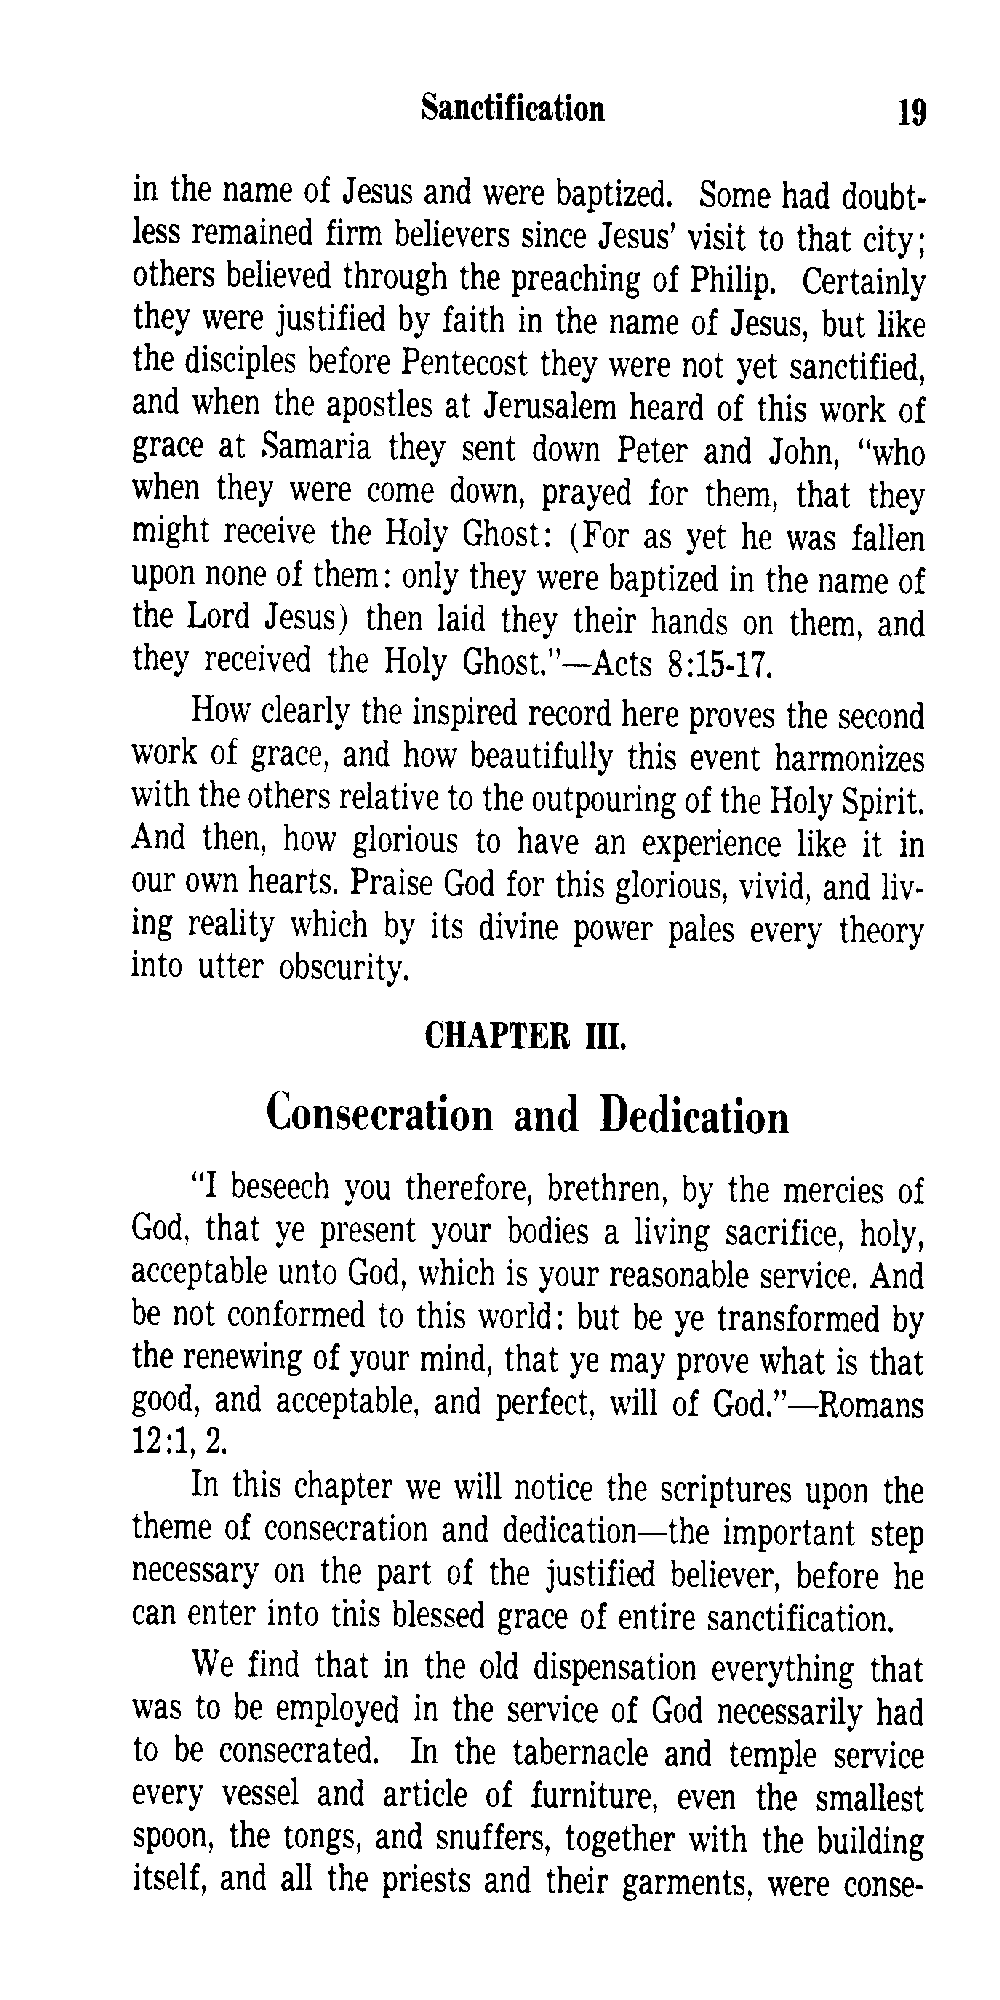 Sanctification 19
in the name of Jesus and were baptized. Some had doubt-
less remained firm believers since Jesus' visit to that city;
others believed through the preaching of Philip. Certainly
they were justified by faith in the name of Jesus, but like
the disciples before Pentecost they were not yet sanctified,
and when the apostles at Jerusalem heard of this work of
grace at Samaria they sent down Peter and John, “who
when they were come down, prayed for them, that they
might receive the Holy Ghost: (For as yet he was fallen
upon none of them: only they were baptized in the name of
the Lord Jesus) then laid they their hands on them, and
they received the Holy Ghost.”—Acts 8:15-17.
How clearly the inspired record here proves the second
work of grace, and how beautifully this event harmonizes
with the others relative to the outpouring of the Holy Spirit.
And then, how glorious to have an experience like it in
our own hearts. Praise God for this glorious, vivid, and liv-
ing reality which by its divine power pales every theory
into utter obscurity.
CHAPTER III.
Consecration and Dedication
“I beseech you therefore, brethren, by the mercies of
God, that ye present your bodies a living sacrifice, holy,
acceptable unto God, which is your reasonable service. And
be not conformed to this world: but be ye transformed by
the renewing of your mind, that ye may prove what is that
good, and acceptable, and perfect, will of God.”—Romans
12:1, 2.
In this chapter we will notice the scriptures upon the
theme of consecration and dedication—the important step
necessary on the part of the justified believer, before he
can enter into this blessed grace of entire sanctification.
We find that in the old dispensation everything that
was to be employed in the service of God necessarily had
to be consecrated. In the tabernacle and temple service
every vessel and article of furniture, even the smallest
spoon, the tongs, and snuffers, together with the building
itself, and all the priests and their garments, were conse-